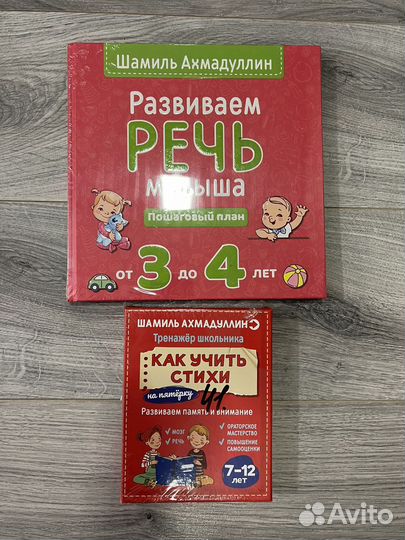 Шамиль Ахмадуллин
Развиваем
РЕЧЬ
малыша
Пошаговый план
от 3 до 4 лет
ШАМИЛЬ АХМАДУЛЛИН
Тренажёр школьника
КАК УЧИТЬ
СТИХИ
на пятёрку
41
Развиваем память и внимание
МОЗГ
РЕЧЬ
ОРАТОРСКОЕ
МАСТЕРСТВО
ПОВЫШЕНИЕ
САМООЦЕНКИ
7–12
лет
Avito